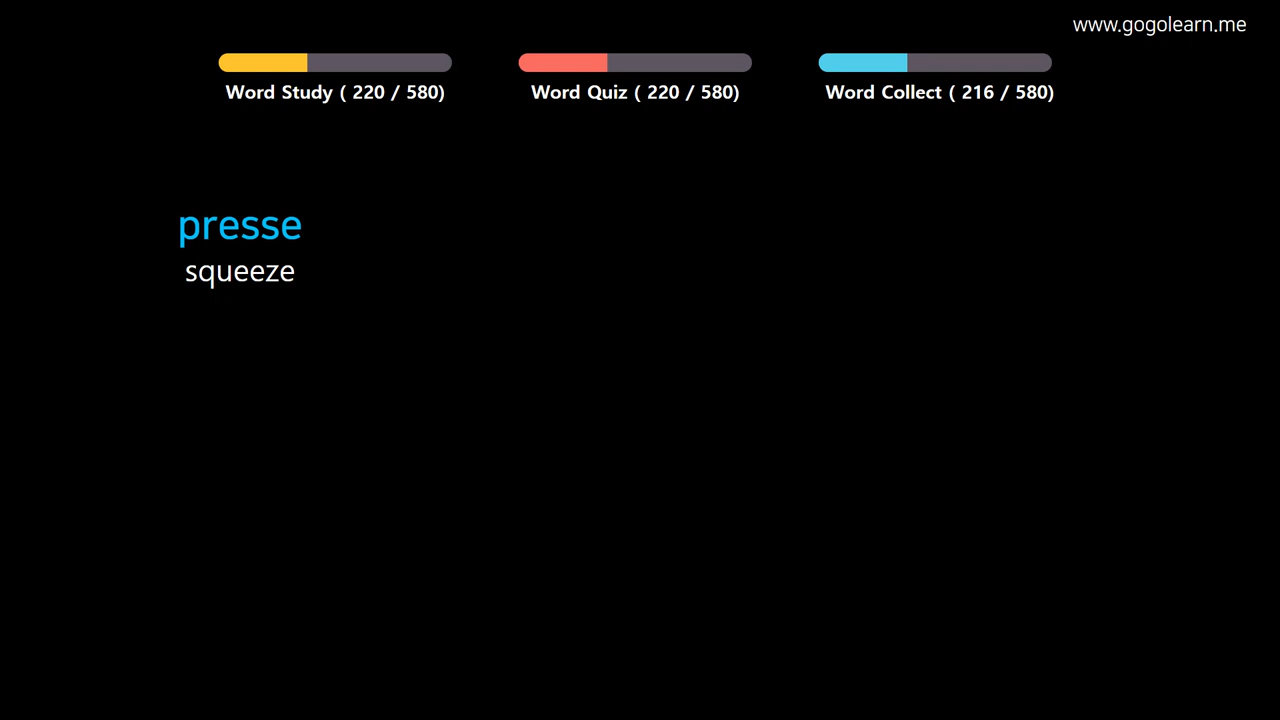 www.gogolearn.me
Word Study ( 220 / 580)
Word Quiz ( 220 / 580)
Word Collect ( 216 / 580)
presse
squeeze